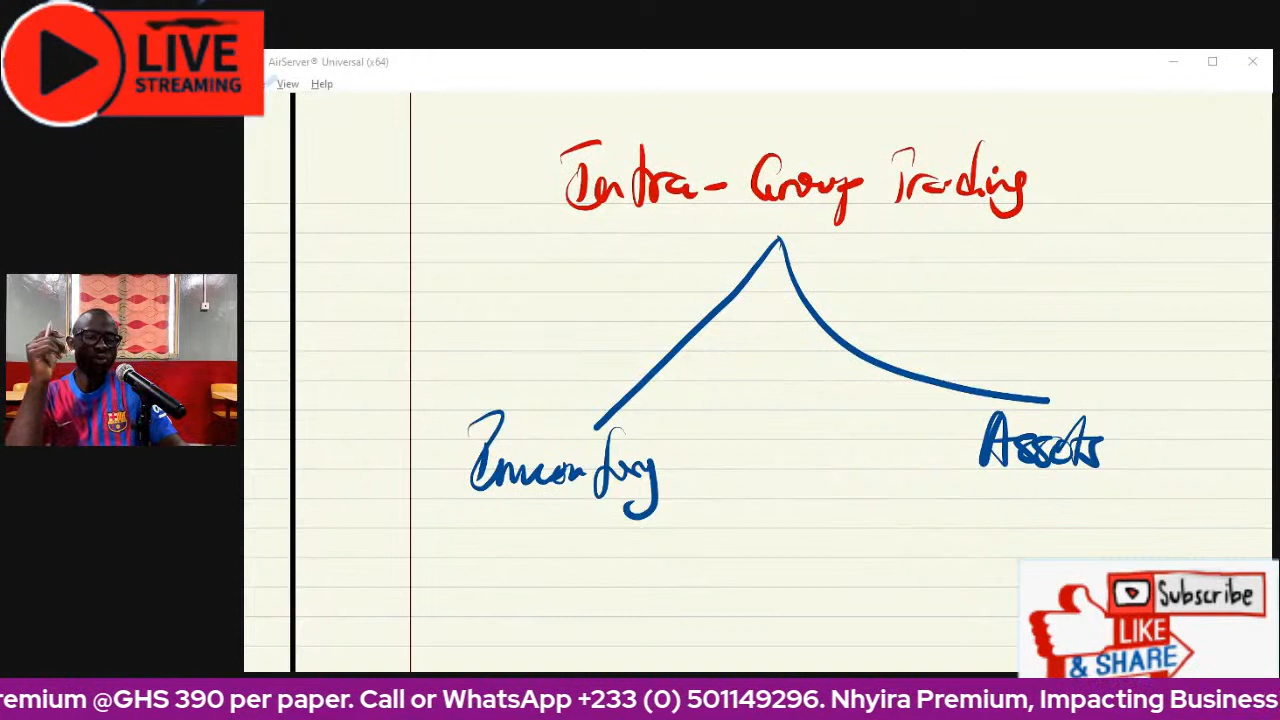 LIVE
STREAMING
AirServer® Universal (x64)
View Help
Intra-Group Trading
Inventory
Assets
Subscribe
LIKE
& SHARE
remium @GHS 390 per paper. Call or WhatsApp +233 (0) 501149296. Nhyira Premium, Impacting Business